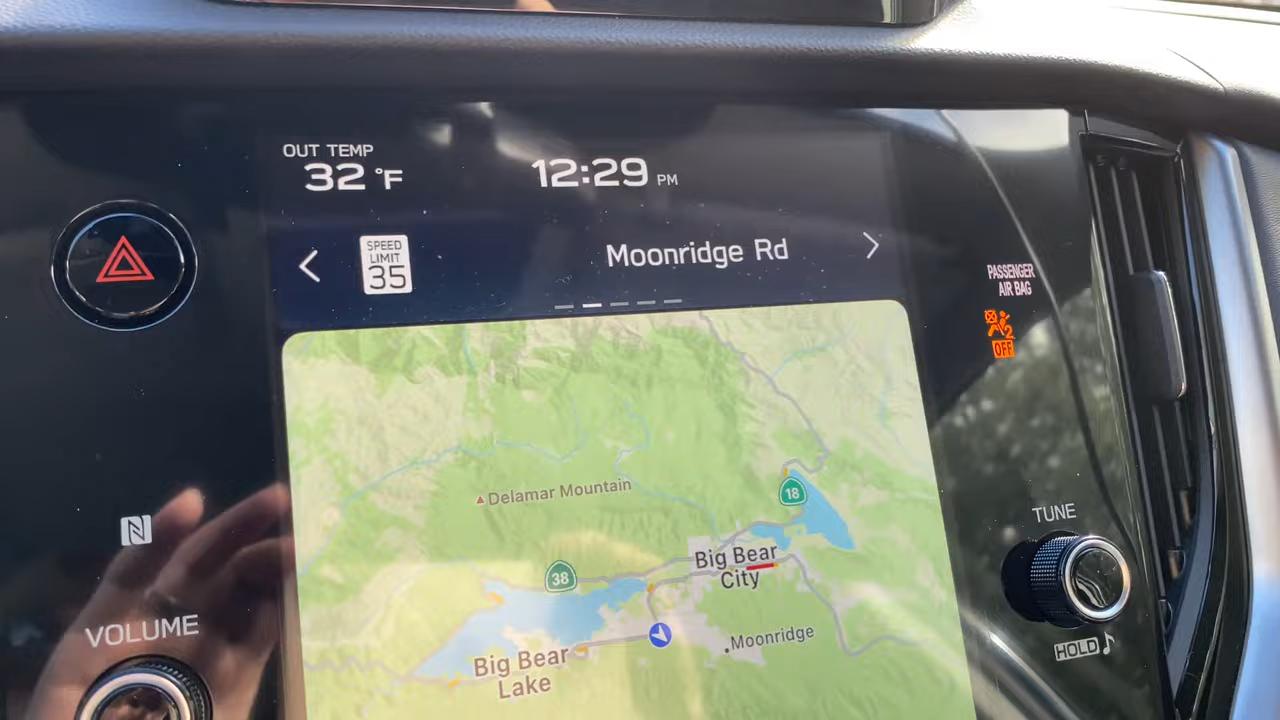 OUT TEMP
32 °F
12:29 PM
SPEED
LIMIT
35
Moonridge Rd
PASSENGER
AIR BAG
2
OFF
Delamar Mountain
18
Big Bear
City
38
Moonridge
Big Bear
Lake
N
VOLUME
TUNE
HOLD